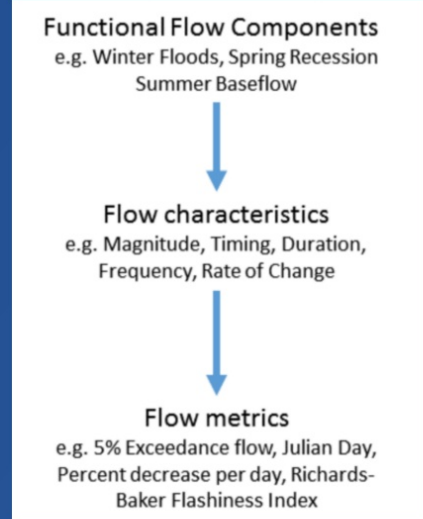 Functional Flow Components
e.g. Winter Floods, Spring Recession
Summer Baseflow
Flow characteristics
e.g. Magnitude, Timing, Duration,
Frequency, Rate of Change
Flow metrics
e.g. 5% Exceedance flow, Julian Day,
Percent decrease per day, Richards-
Baker Flashiness Index